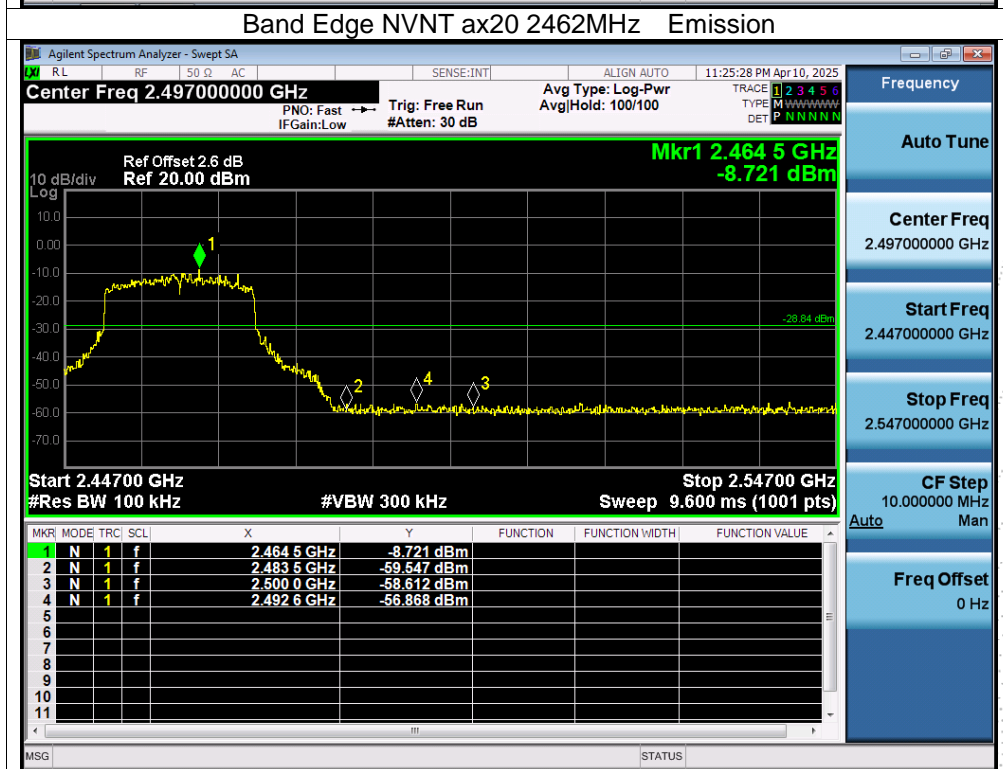 Band Edge NVNT ax20 2462MHz Emission
Agilent Spectrum Analyzer - Swept SA
LXI RL RF 50 Ω AC SENSE:INT ALIGN AUTO 11:25:28 PM Apr 10, 2025
Center Freq 2.497000000 GHz
PNO: Fast
IFGain:Low
Trig: Free Run
#Atten: 30 dB
Avg Type: Log-Pwr
Avg|Hold: 100/100
TRACE 1 2 3 4 5 6
TYPE M WWWWW
DET P N N N N N
Ref Offset 2.6 dB
10 dB/div Ref 20.00 dBm
Log
Mkr1 2.464 5 GHz
-8.721 dBm
10.0
0.00
-10.0
-20.0
-30.0
-40.0
-50.0
-60.0
-70.0
1
-28.84 dBm
2
4
3
Start 2.44700 GHz Stop 2.54700 GHz
#Res BW 100 kHz #VBW 300 kHz Sweep 9.600 ms (1001 pts)
MKR MODE TRC SCL X Y FUNCTION FUNCTION WIDTH FUNCTION VALUE
1 N 1 f 2.464 5 GHz -8.721 dBm
2 N 1 f 2.483 5 GHz -59.547 dBm
3 N 1 f 2.500 0 GHz -58.612 dBm
4 N 1 f 2.492 6 GHz -56.868 dBm
5
6
7
8
9
10
11
MSG STATUS
Frequency
Auto Tune
Center Freq
2.497000000 GHz
Start Freq
2.447000000 GHz
Stop Freq
2.547000000 GHz
CF Step
10.000000 MHz
Auto Man
Freq Offset
0 Hz